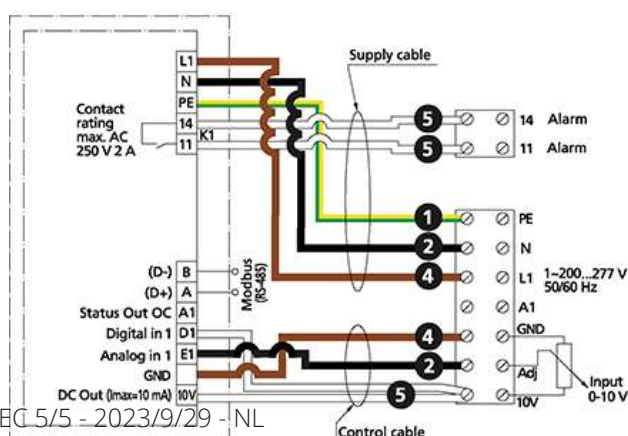 Supply cable
L1
N
PE
14
11
K1
Contact
rating
max. AC
250 V 2 A
5 14 Alarm
5 11 Alarm
1 PE
2 N
4 L1 1~200...277 V
50/60 Hz
A1
(D-) B
(D+) A
Modbus
(RS-485)
Status Out OC A1
Digital in 1 D1
Analog in 1 E1
GND
DC Out (Imax=10 mA) 10V
4 GND
2 Adj
5 10V
Input
0-10 V
Control cable
EC 5/5 - 2023/9/29 - NL